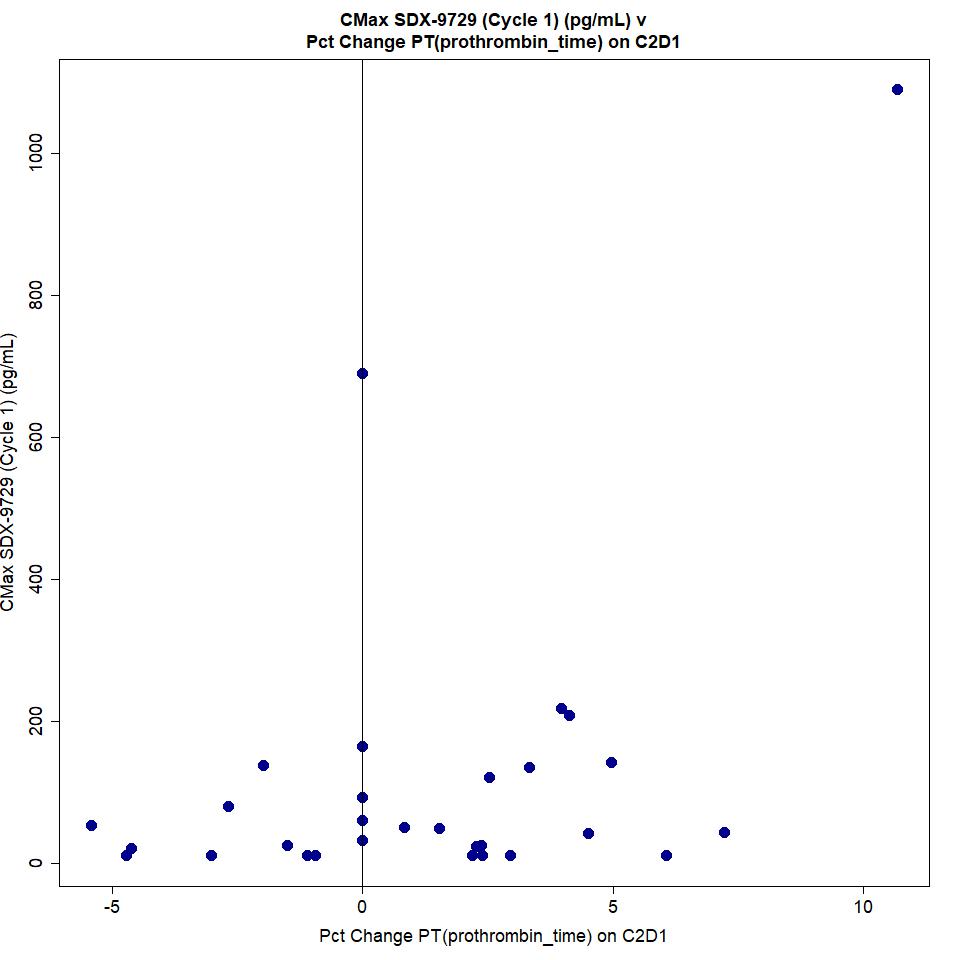 CMax SDX-9729 (Cycle 1) (pg/mL) v
Pct Change PT(prothrombin_time) on C2D1
CMax SDX-9729 (Cycle 1) (pg/mL)
1000
800
600
400
200
0
-5
0
5
10
Pct Change PT(prothrombin_time) on C2D1